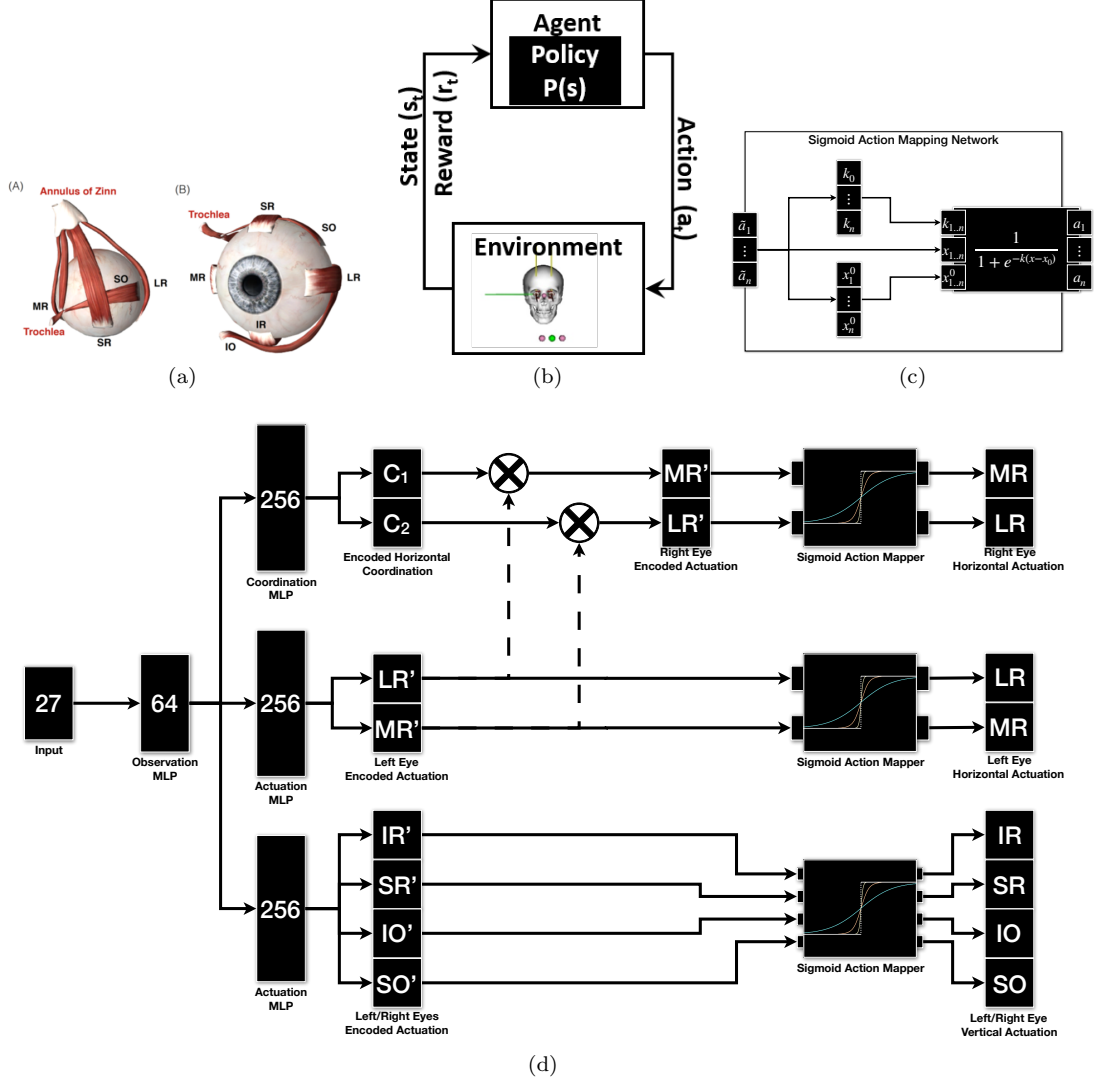 (A)
Annulus of Zinn
SO
MR
LR
Trochlea
SR
(B)
SR
Trochlea
SO
MR
LR
IR
IO
(a)
Agent
Policy
P(s)
State (sₜ)
Reward (rₜ)
Action (aₜ)
Environment
(b)
Sigmoid Action Mapping Network
ã₁
⋮
ãₙ
k₀
⋮
kₙ
x₁⁰
⋮
xₙ⁰
k₁..ₙ
x₁..ₙ
x⁰₁..ₙ
1
1 + e^{-k(x-x₀)}
a₁
⋮
aₙ
(c)
27
Input
64
Observation
MLP
256
Coordination
MLP
C₁
C₂
Encoded Horizontal
Coordination
MR'
LR'
Right Eye
Encoded Actuation
Sigmoid Action Mapper
MR
LR
Right Eye
Horizontal Actuation
256
Actuation
MLP
LR'
MR'
Left Eye
Encoded Actuation
Sigmoid Action Mapper
LR
MR
Left Eye
Horizontal Actuation
256
Actuation
MLP
IR'
SR'
IO'
SO'
Left/Right Eyes
Encoded Actuation
Sigmoid Action Mapper
IR
SR
IO
SO
Left/Right Eye
Vertical Actuation
(d)